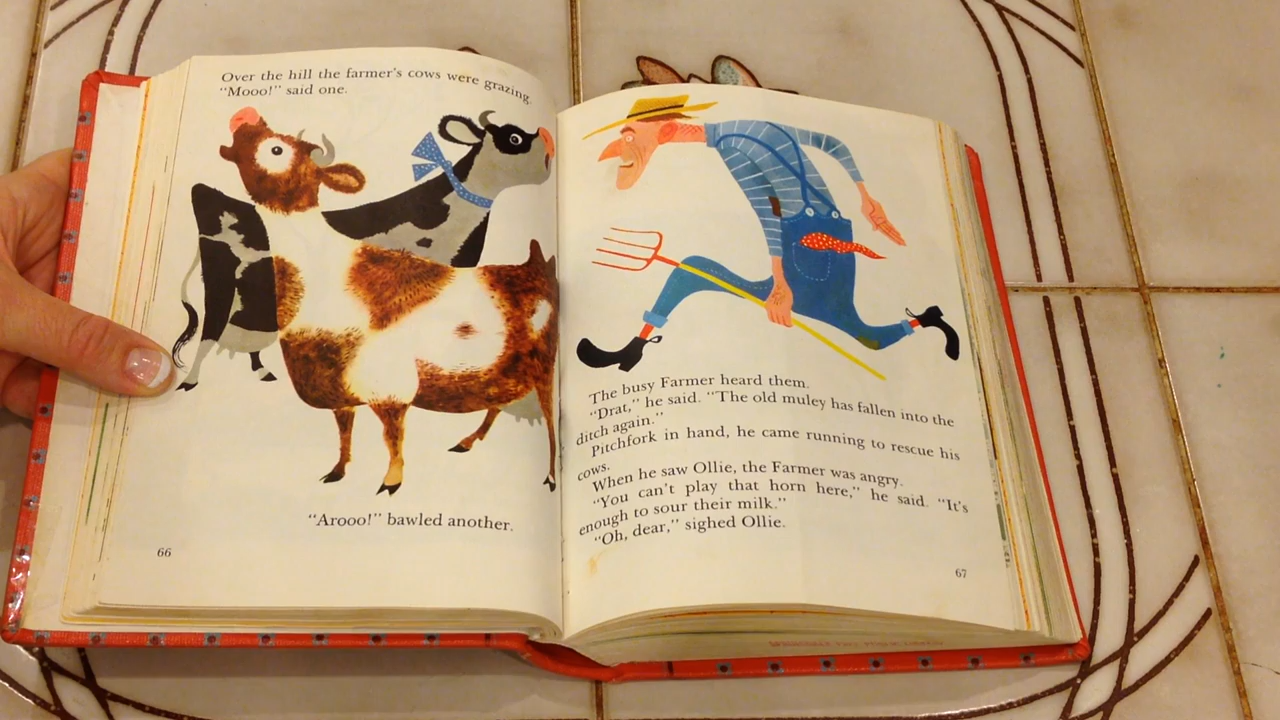 Over the hill the farmer's cows were grazing.
"Mooo!" said one.
"Arooo!" bawled another.
66
The busy Farmer heard them.
"Drat," he said. "The old muley has fallen into the
ditch again."
Pitchfork in hand, he came running to rescue his
cows.
When he saw Ollie, the Farmer was angry.
"You can't play that horn here," he said. "It's
enough to sour their milk."
"Oh, dear," sighed Ollie.
67